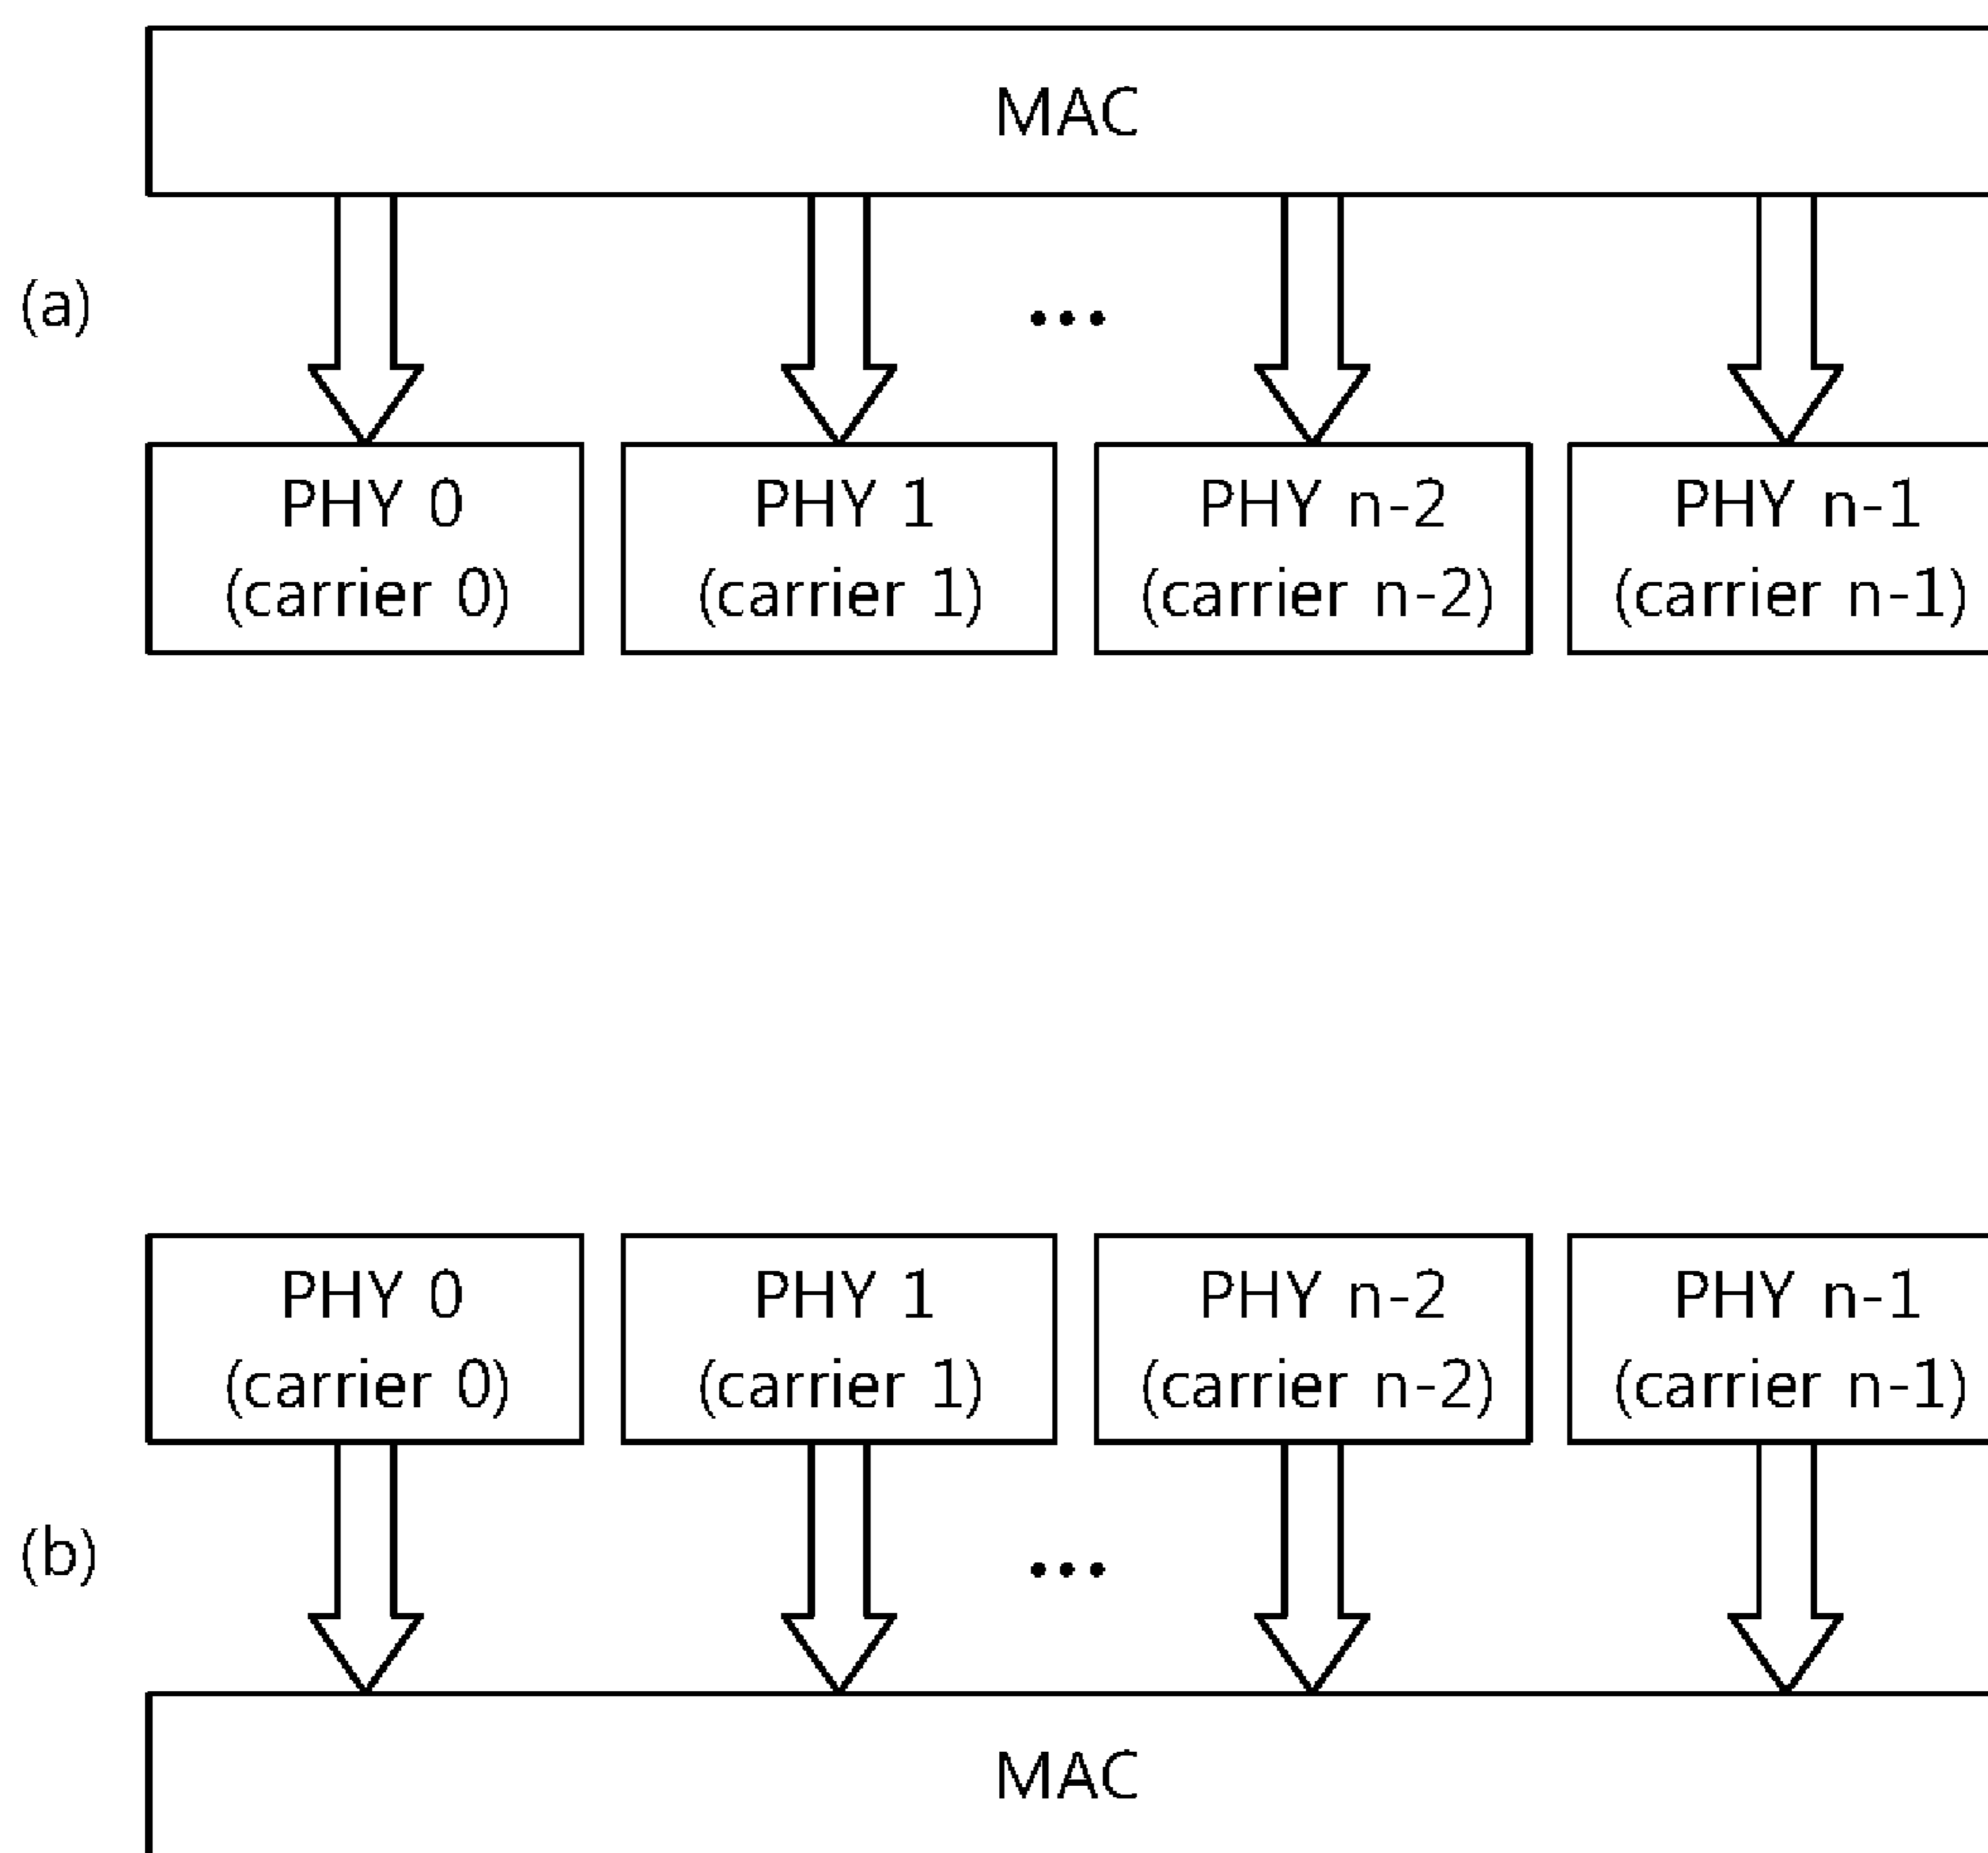 MAC
(a)
...
PHY 0
(carrier 0)
PHY 1
(carrier 1)
PHY n-2
(carrier n-2)
PHY n-1
(carrier n-1)
PHY 0
(carrier 0)
PHY 1
(carrier 1)
PHY n-2
(carrier n-2)
PHY n-1
(carrier n-1)
(b)
...
MAC